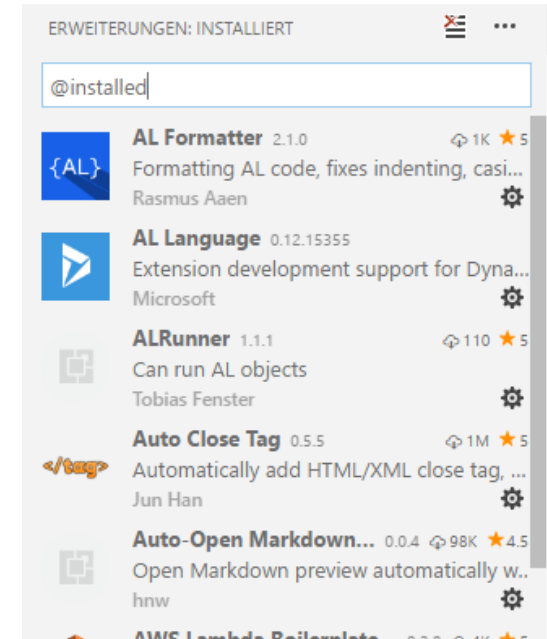 ERWEITERUNGEN: INSTALLIERT
@installed
AL Formatter 2.1.0 1K 5
{AL}
Formatting AL code, fixes indenting, casi...
Rasmus Aaen
AL Language 0.12.15355
Extension development support for Dyna...
Microsoft
ALRunner 1.1.1 110 5
Can run AL objects
Tobias Fenster
Auto Close Tag 0.5.5 1M 5
</tag>
Automatically add HTML/XML close tag, ...
Jun Han
Auto-Open Markdown... 0.0.4 98K 4.5
Open Markdown preview automatically w...
hnw
AWS Lambda Boilerplate